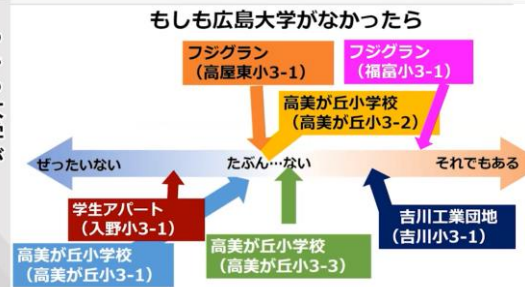 もしも広島大学がなかったら
フジグラン
（高屋東小3-1）
フジグラン
（福富小3-1）
高美が丘小学校
（高美が丘小3-2）
ぜったいない
たぶん…ない
それでもある
学生アパート
（入野小3-1）
吉川工業団地
（吉川小3-1）
高美が丘小学校
（高美が丘小3-1）
高美が丘小学校
（高美が丘小3-3）